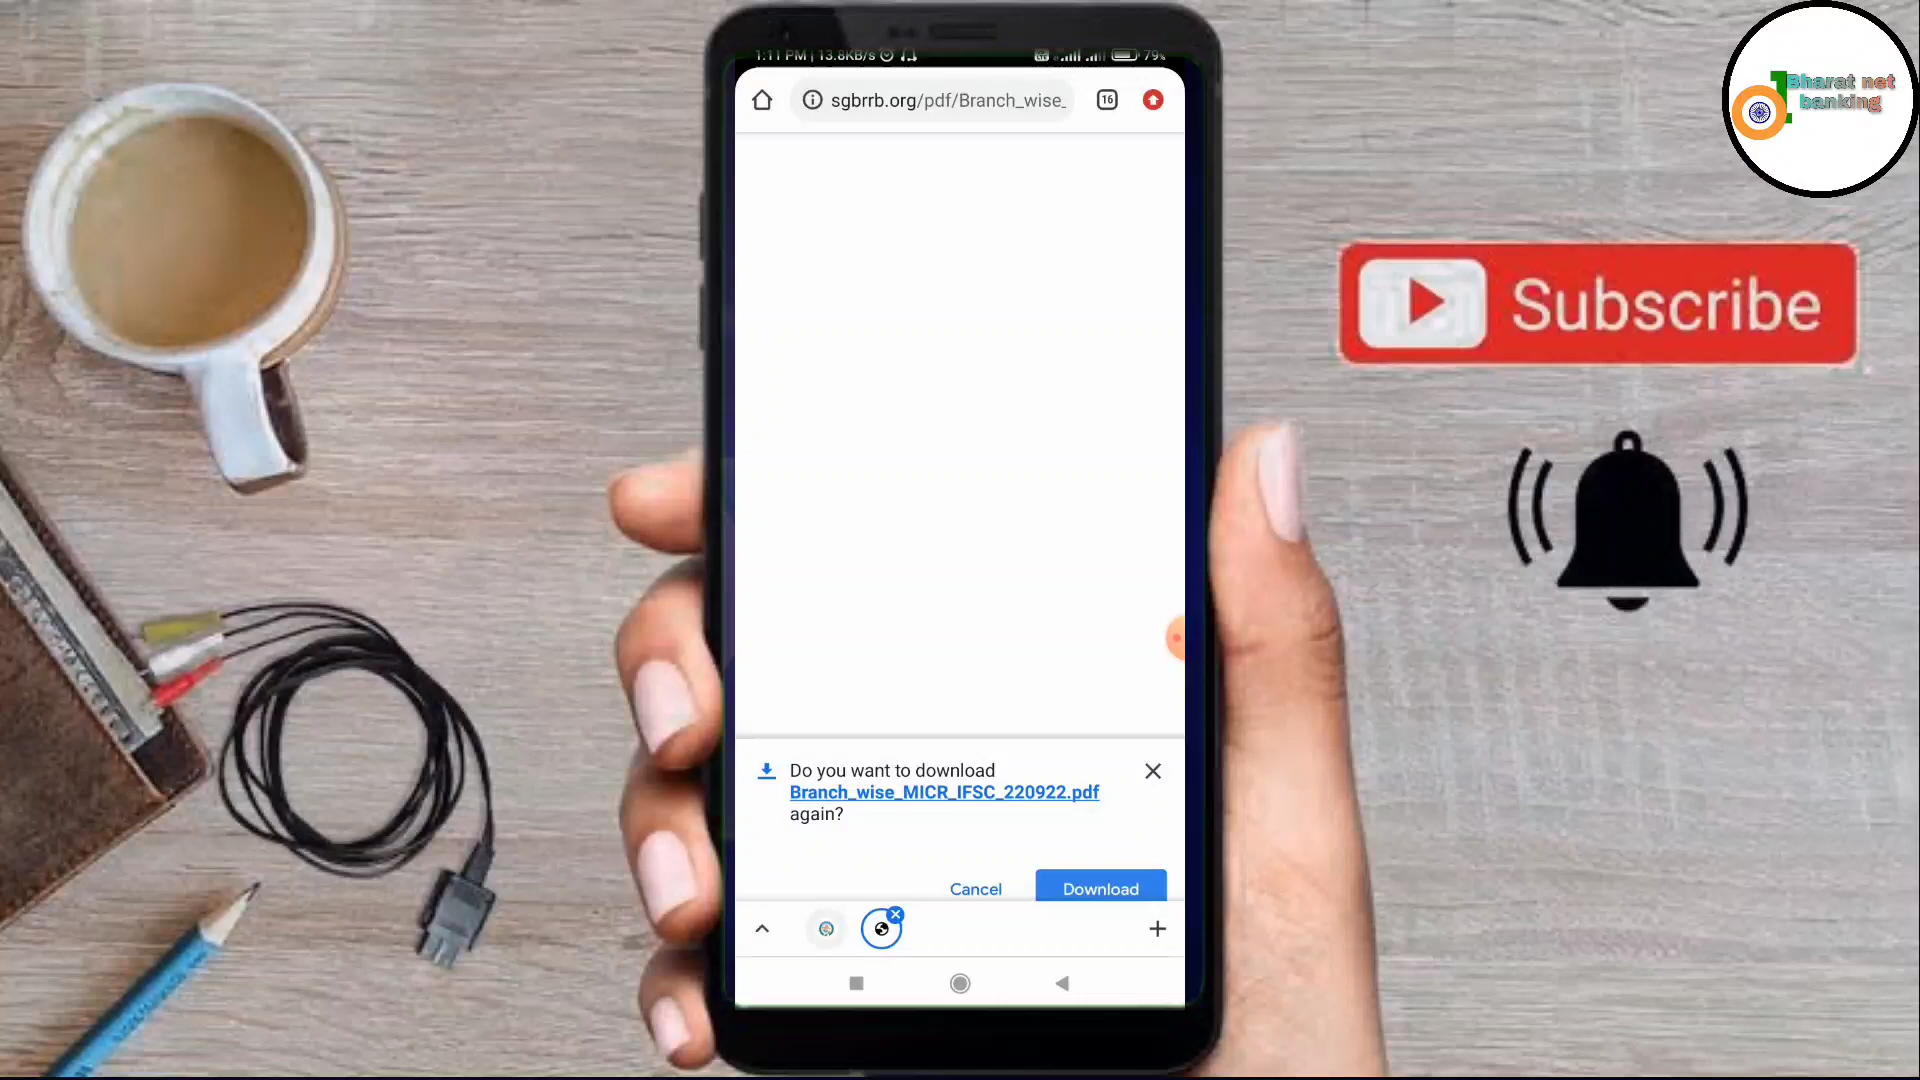 1:11 PM | 13.8KB/s
79%
sgbrrb.org/pdf/Branch_wise_
16
Bharat net
banking
Subscribe
Do you want to download
Branch_wise_MICR_IFSC_220922.pdf
again?
Cancel
Download